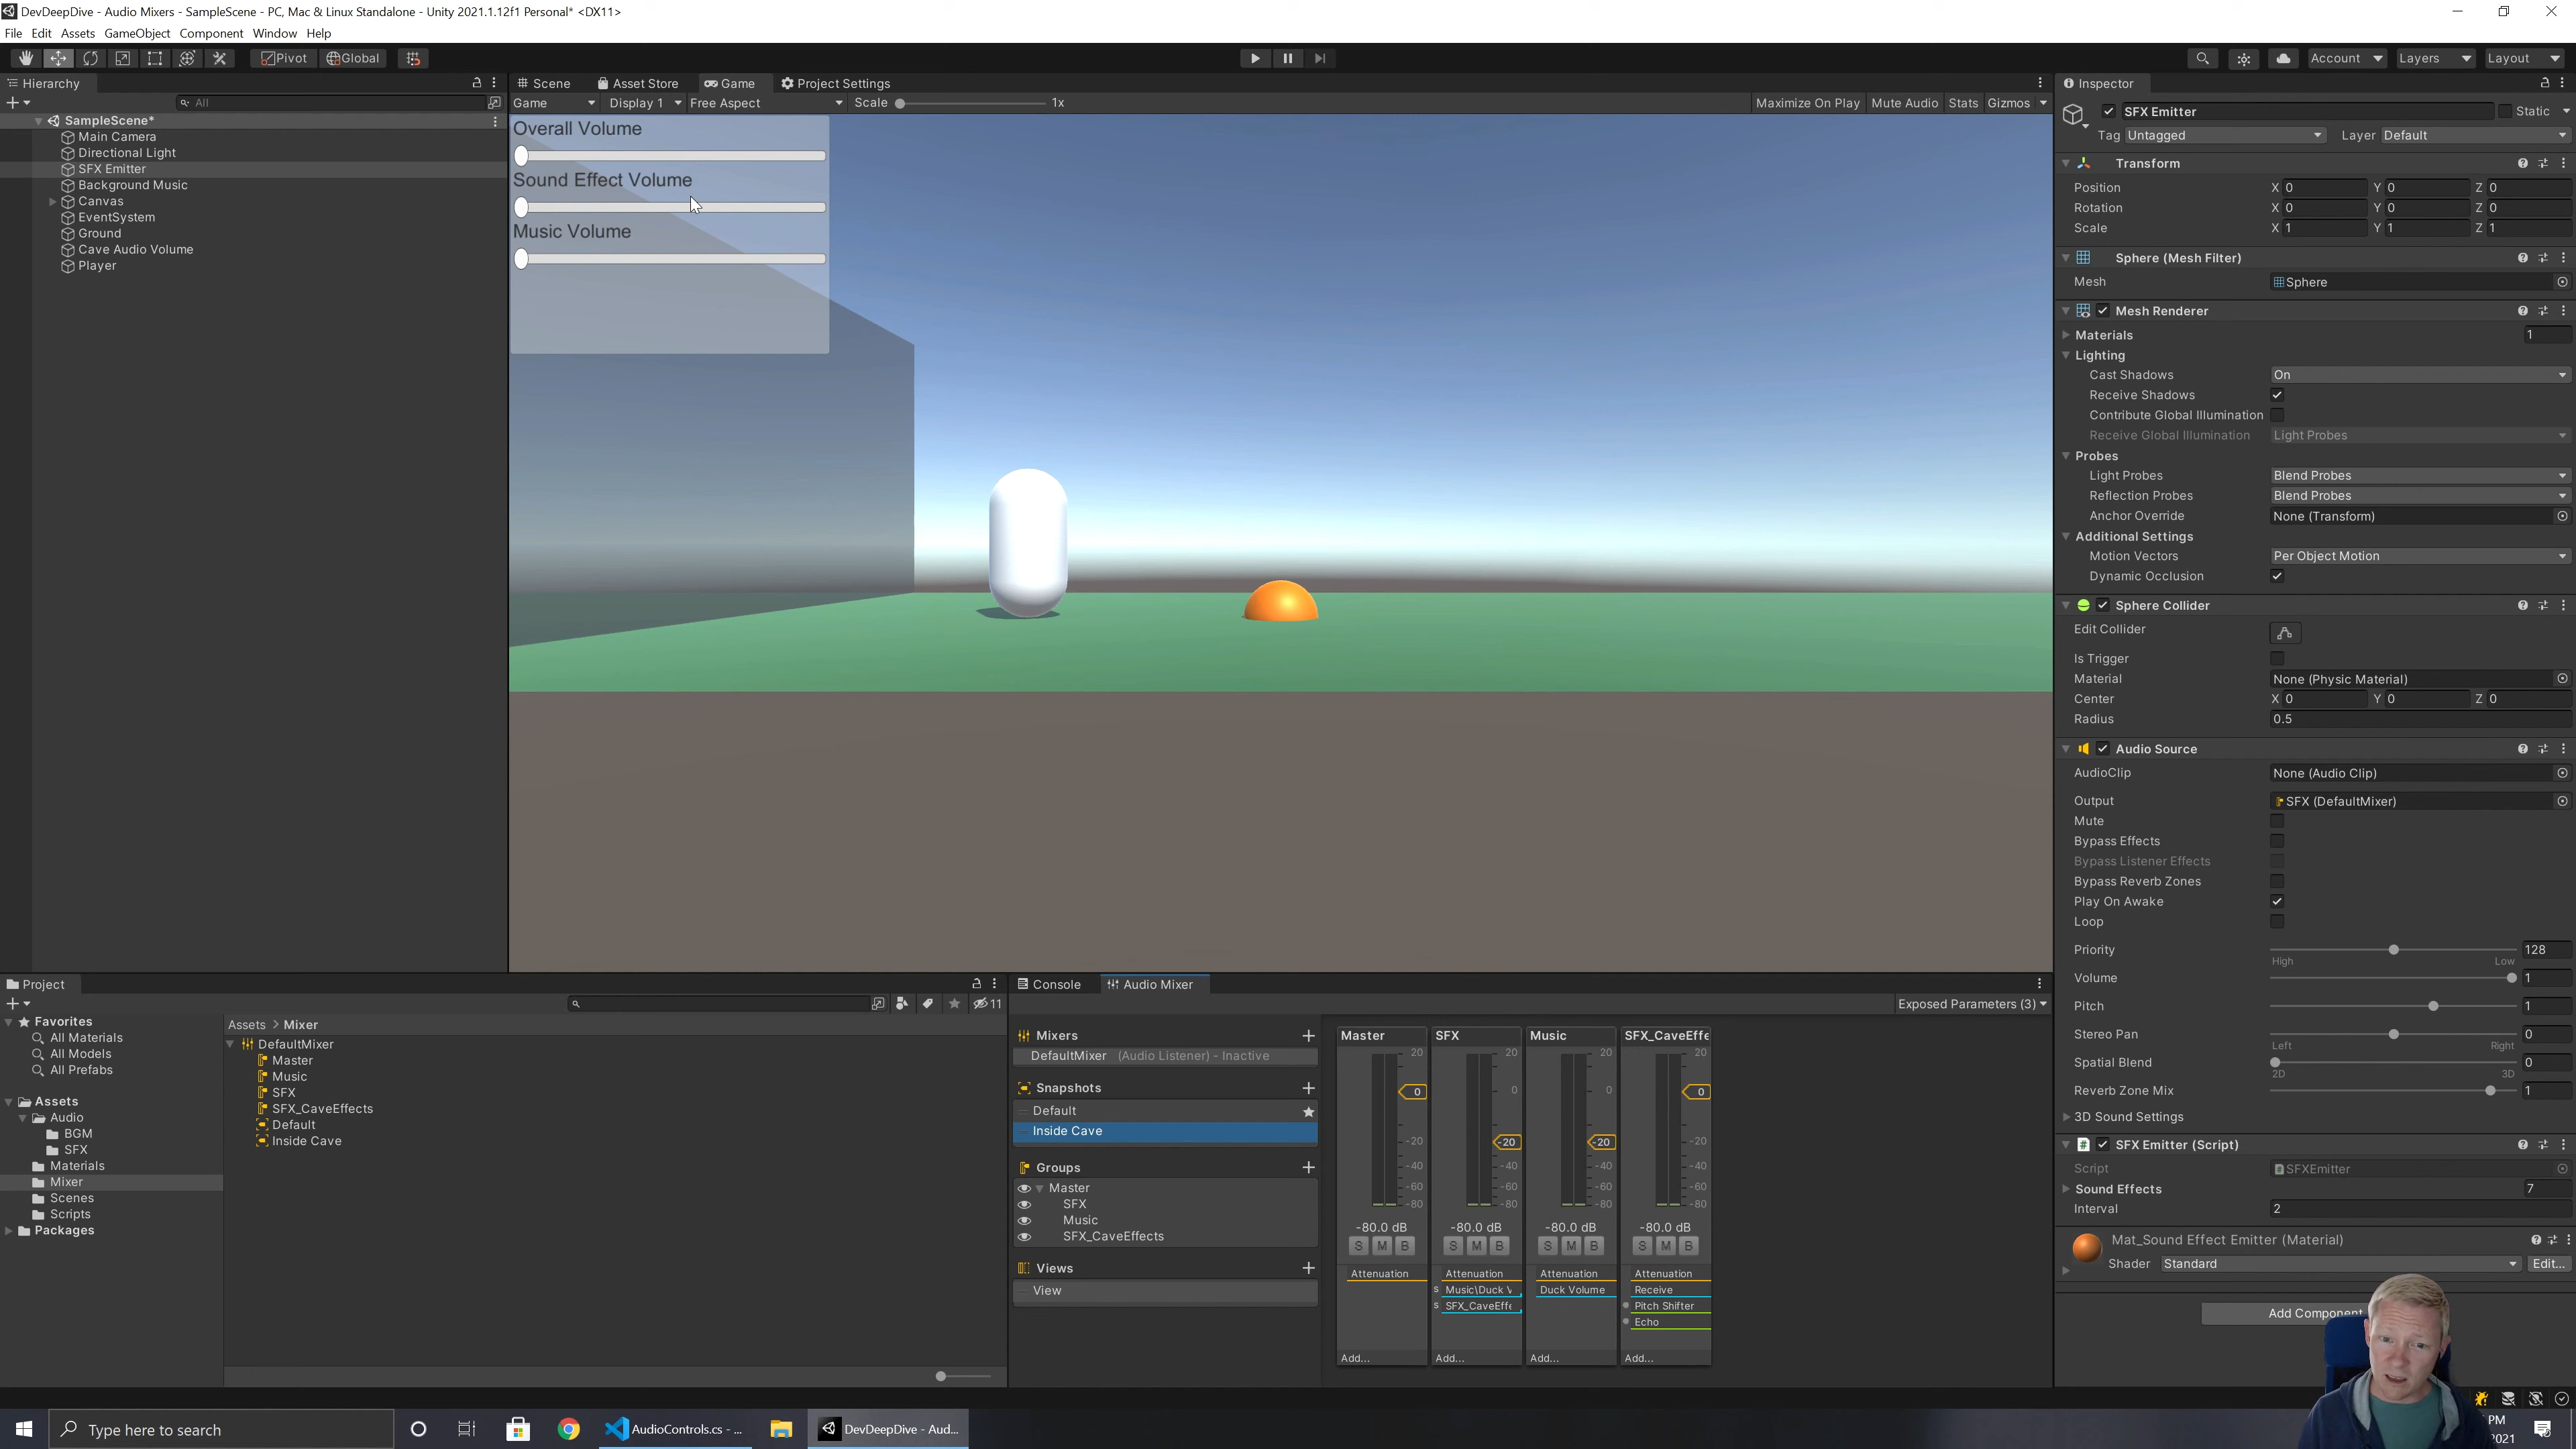 DevDeepDive - Audio Mixers - SampleScene - PC, Mac & Linux Standalone - Unity 2021.1.12f1 Personal* <DX11>
File Edit Assets GameObject Component Window Help
Pivot Global Account Layers Layout
Hierarchy
All
SampleScene*
Main Camera
Directional Light
SFX Emitter
Background Music
Canvas
EventSystem
Ground
Cave Audio Volume
Player
Scene Asset Store Game Project Settings
Game Display 1 Free Aspect Scale 1x Maximize On Play Mute Audio Stats Gizmos
Overall Volume
Sound Effect Volume
Music Volume
Inspector
SFX Emitter Static
Tag Untagged Layer Default
Transform
Position X 0 Y 0 Z 0
Rotation X 0 Y 0 Z 0
Scale X 1 Y 1 Z 1
Sphere (Mesh Filter)
Mesh Sphere
Mesh Renderer
Materials 1
Lighting
Cast Shadows On
Receive Shadows
Contribute Global Illumination
Receive Global Illumination Light Probes
Probes
Light Probes Blend Probes
Reflection Probes Blend Probes
Anchor Override None (Transform)
Additional Settings
Motion Vectors Per Object Motion
Dynamic Occlusion
Sphere Collider
Edit Collider
Is Trigger
Material None (Physic Material)
Center X 0 Y 0 Z 0
Radius 0.5
Audio Source
AudioClip None (Audio Clip)
Output SFX (DefaultMixer)
Mute
Bypass Effects
Bypass Listener Effects
Bypass Reverb Zones
Play On Awake
Loop
Priority 128
High Low
Volume 1
Pitch 1
Stereo Pan 0
Left Right
Spatial Blend 0
2D 3D
Reverb Zone Mix 1
3D Sound Settings
SFX Emitter (Script)
Script SFXEmitter
Sound Effects 7
Interval 2
Mat_Sound Effect Emitter (Material)
Shader Standard Edit...
Add Component
Project
11
Favorites
All Materials
All Models
All Prefabs
Assets
Audio
BGM
SFX
Materials
Mixer
Scenes
Scripts
Packages
Assets > Mixer
DefaultMixer
Master
Music
SFX
SFX_CaveEffects
Default
Inside Cave
Console Audio Mixer
Exposed Parameters (3)
Mixers
DefaultMixer (Audio Listener) - Inactive
Snapshots
Default
Inside Cave
Groups
Master
SFX
Music
SFX_CaveEffects
Views
View
Master SFX Music SFX_CaveEffe
20 20 20 20
0 0 0 0
-20 -20 -20 -20
-40 -40 -40 -40
-60 -60 -60 -60
-80 -80 -80 -80
-80.0 dB -80.0 dB -80.0 dB -80.0 dB
S M B S M B S M B S M B
Attenuation Attenuation Attenuation Attenuation
S Music\Duck V Duck Volume Receive
S SFX_CaveEffe Pitch Shifter
Echo
Add... Add... Add... Add...
Type here to search
AudioControls.cs - ...
DevDeepDive - Aud...
PM
2021